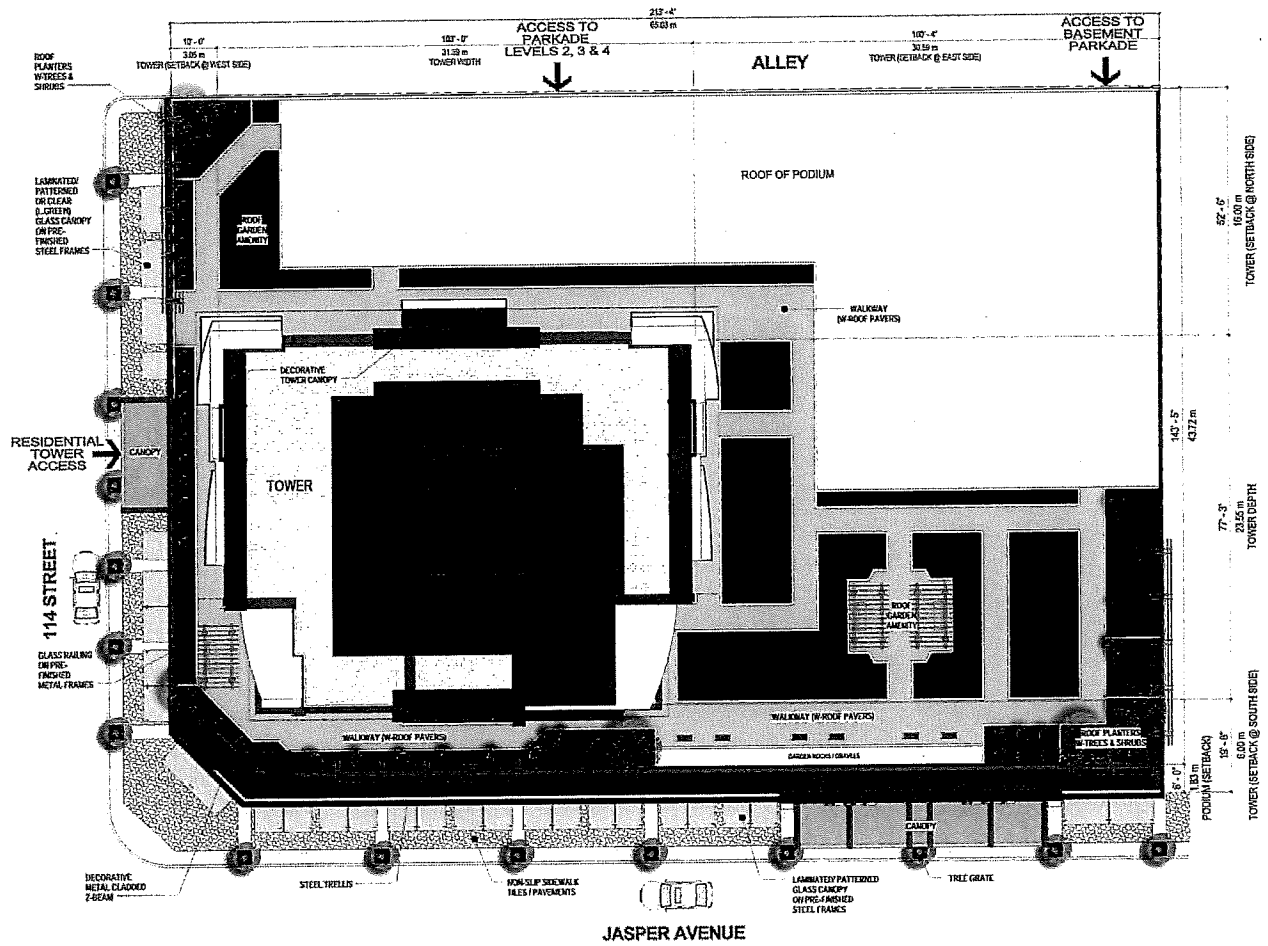 213'-4"
65.03 m
10'-0"
3.05 m
TOWER (SETBACK @ WEST SIDE)
103'-0"
31.39 m
TOWER WIDTH
ACCESS TO
PARKADE
LEVELS 2, 3 & 4
100'-4"
30.59 m
TOWER (SETBACK @ EAST SIDE)
ACCESS TO
BASEMENT
PARKADE
ALLEY
ROOF
PLANTERS
W-TREES &
SHRUBS
LAMINATED/
PATTERNED
OR CLEAR
(L.GREEN)
GLASS CANOPY
ON PRE-
FINISHED
STEEL FRAMES
ROOF OF PODIUM
ROOF
GARDEN
AMENITY
52'-6"
16.00 m
TOWER (SETBACK @ NORTH SIDE)
WALKWAY
(W-ROOF PAVERS)
DECORATIVE
TOWER CANOPY
RESIDENTIAL
TOWER
ACCESS
CANOPY
TOWER
143'-5"
43.72 m
77'-3"
23.55 m
TOWER DEPTH
114 STREET
ROOF
GARDEN
AMENITY
GLASS RAILING
ON PRE-
FINISHED
METAL FRAMES
WALKWAY (W-ROOF PAVERS)
WALKWAY (W-ROOF PAVERS)
ROOF PLANTERS
W-TREES & SHRUBS
GARDEN ROCKS / GRAVELS
6'-0"
1.83 m
PODIUM (SETBACK)
6.00 m
TOWER (SETBACK @ SOUTH SIDE)
CANOPY
DECORATIVE
METAL CLADDED
Z-BEAM
STEEL TRELLIS
NON-SLIP SIDEWALK
TILES / PAVEMENTS
LAMINATED/ PATTERNED
GLASS CANOPY
ON PRE-FINISHED
STEEL FRAMES
TREE GRATE
JASPER AVENUE